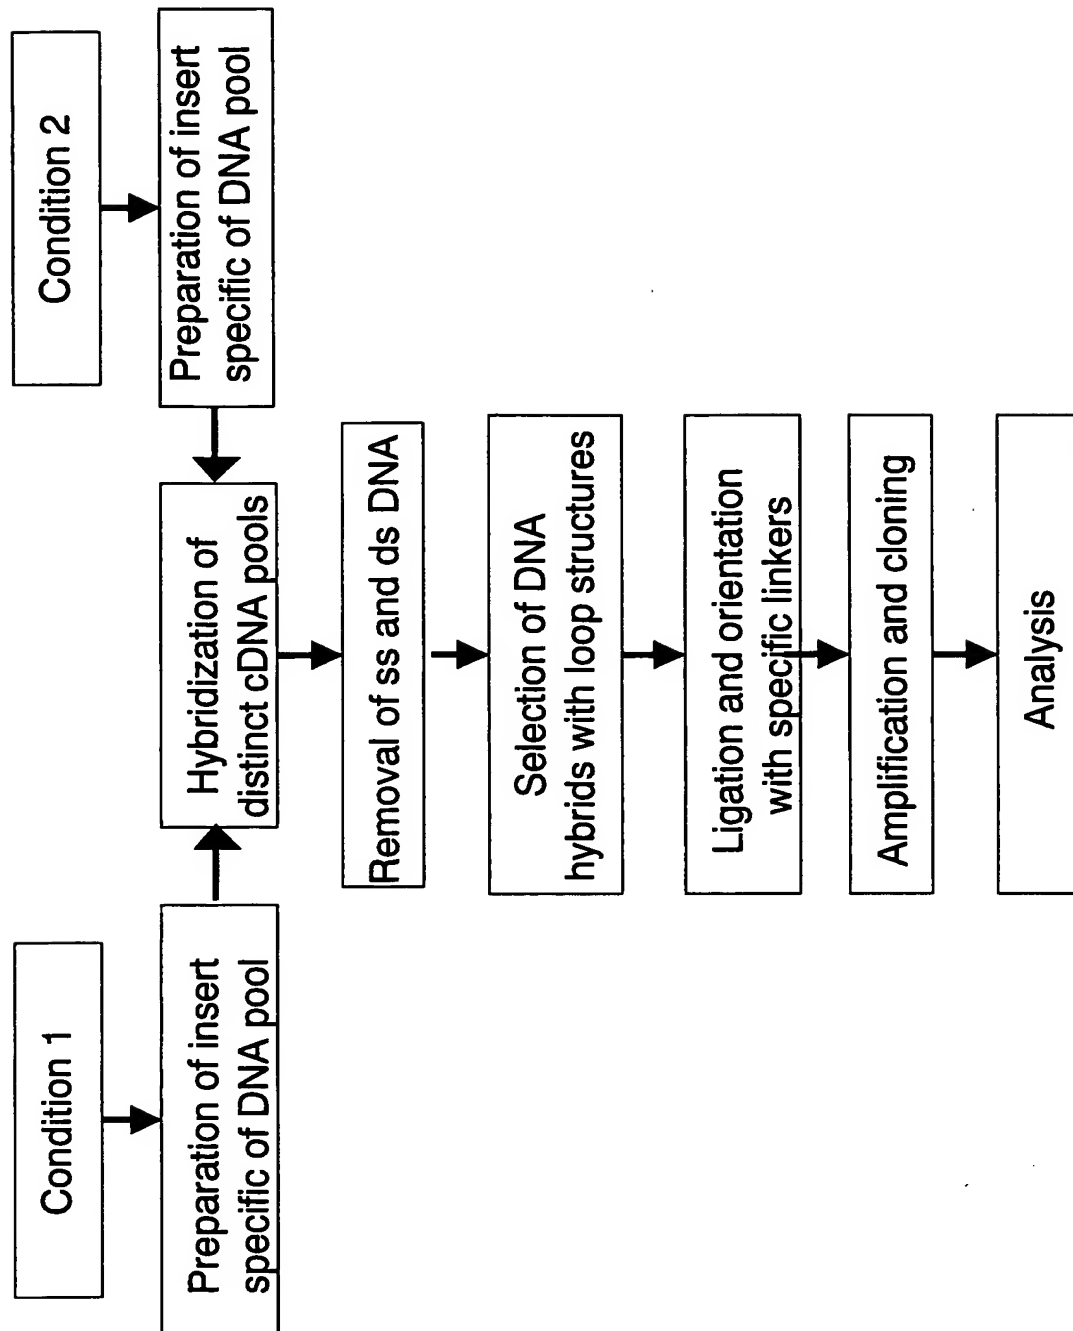 Condition 1
Preparation of insert
specific of DNA pool
Condition 2
Preparation of insert
specific of DNA pool
Hybridization of
distinct cDNA pools
Removal of ss and ds DNA
Selection of DNA
hybrids with loop structures
Ligation and orientation
with specific linkers
Amplification and cloning
Analysis